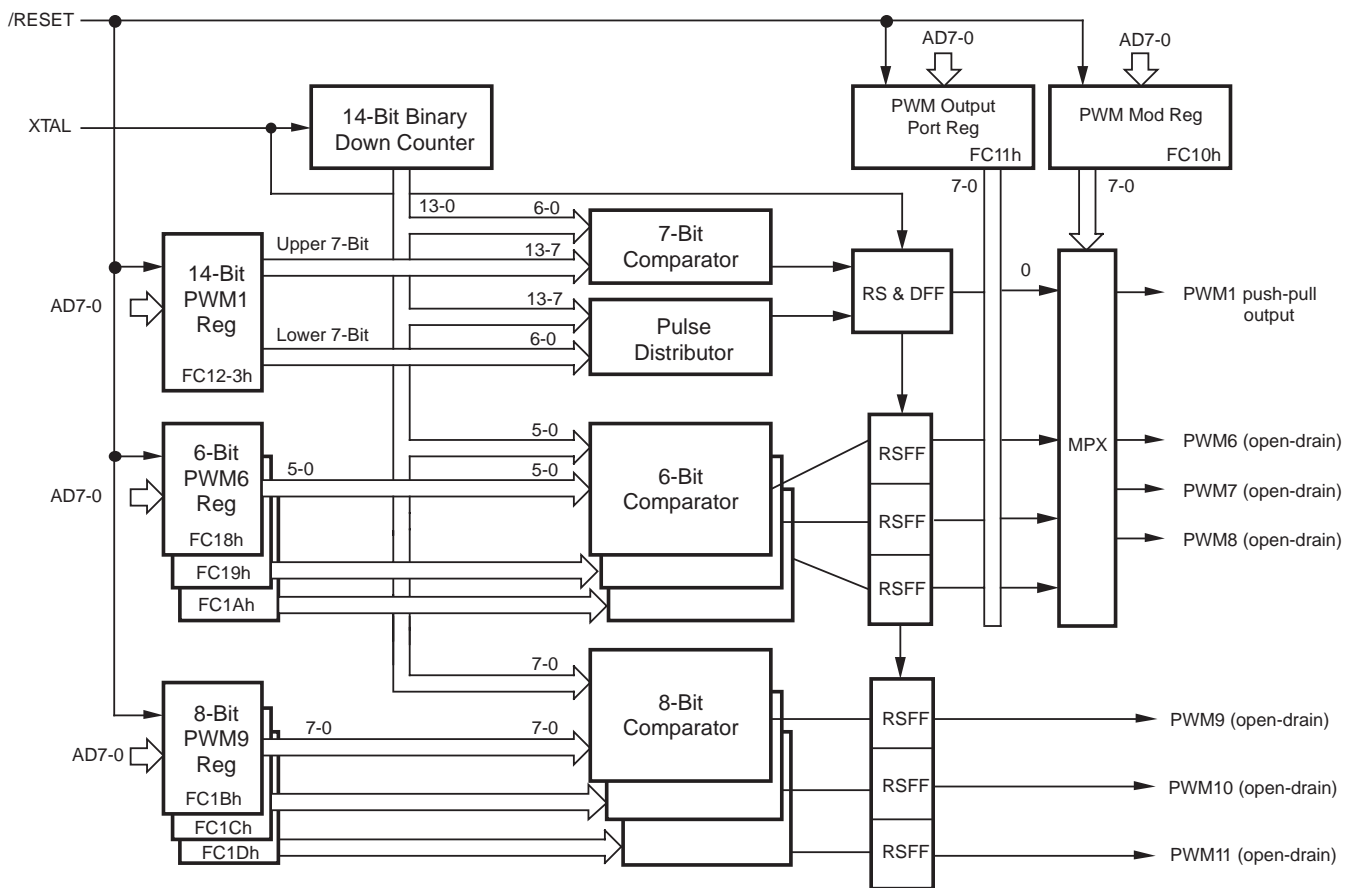 /RESET
AD7-0
AD7-0
XTAL
14-Bit Binary
Down Counter
PWM Output
Port Reg
FC11h
PWM Mod Reg
FC10h
7-0
7-0
13-0
6-0
Upper 7-Bit
13-7
7-Bit
Comparator
14-Bit
PWM1
Reg
FC12-3h
AD7-0
RS & DFF
0
PWM1 push-pull
output
13-7
Lower 7-Bit
6-0
Pulse
Distributor
5-0
6-Bit
PWM6
Reg
FC18h
FC19h
FC1Ah
AD7-0
5-0
5-0
6-Bit
Comparator
RSFF
RSFF
RSFF
MPX
PWM6 (open-drain)
PWM7 (open-drain)
PWM8 (open-drain)
7-0
8-Bit
PWM9
Reg
FC1Bh
FC1Ch
FC1Dh
AD7-0
7-0
7-0
8-Bit
Comparator
RSFF
RSFF
RSFF
PWM9 (open-drain)
PWM10 (open-drain)
PWM11 (open-drain)